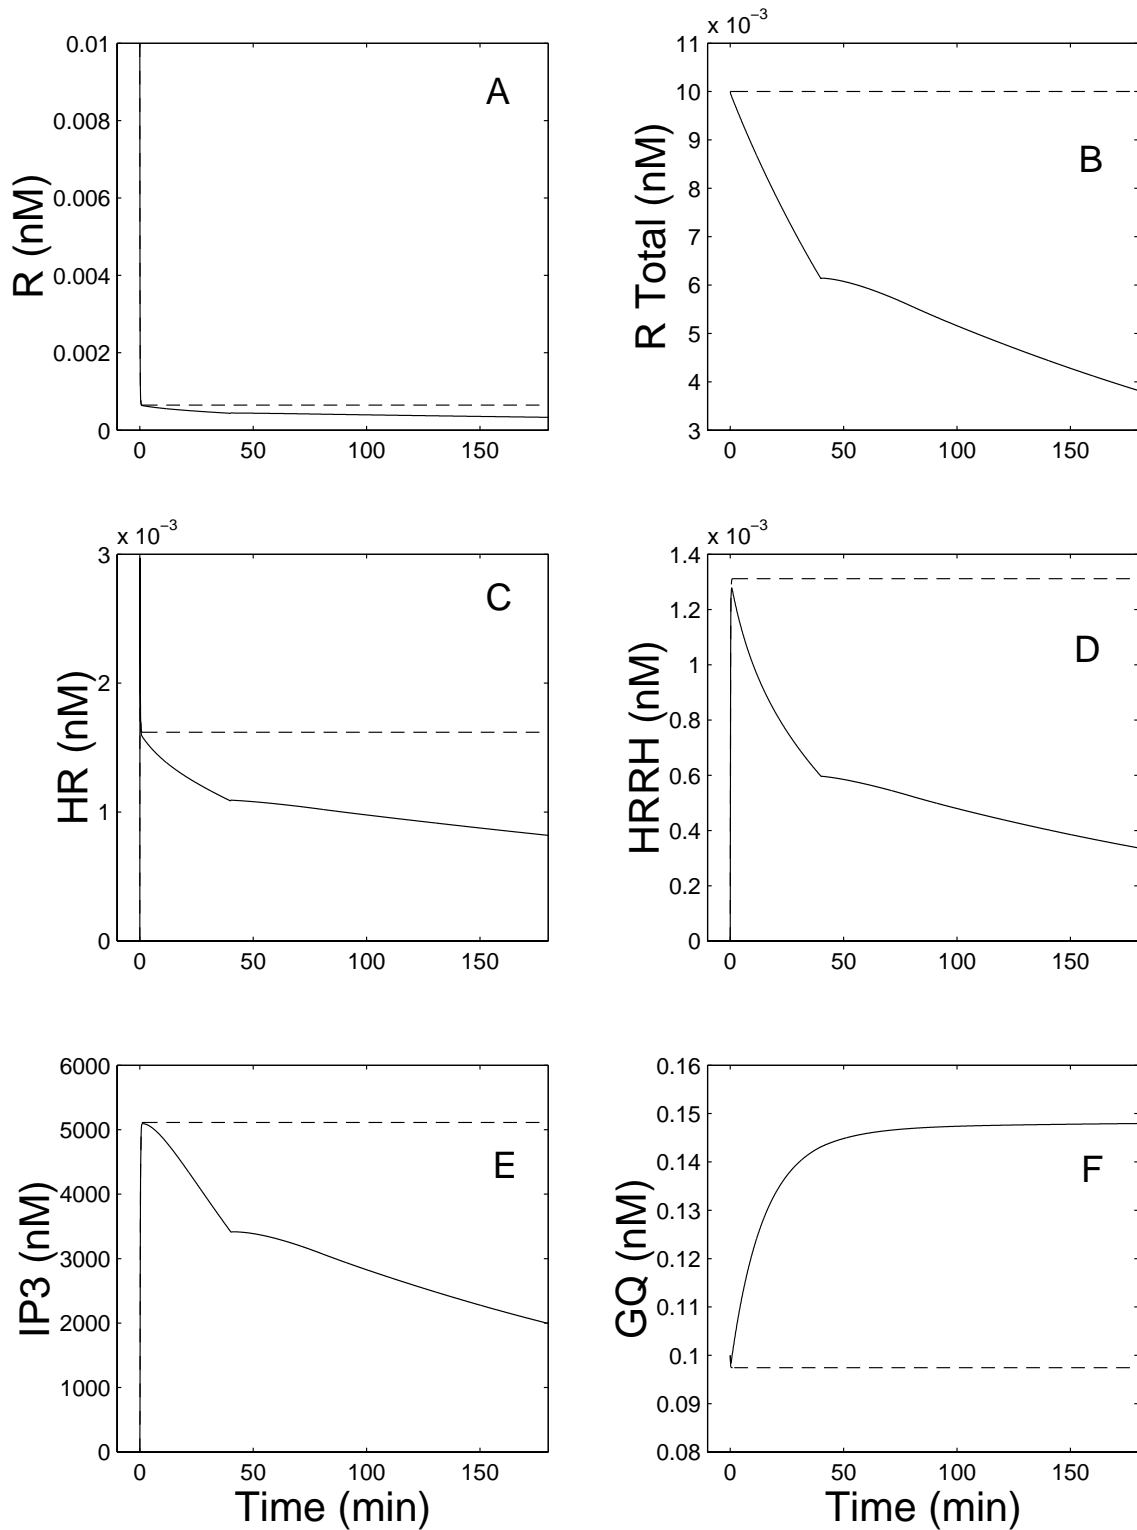 A
R (nM)
0.01
0.008
0.006
0.004
0.002
0
0 50 100 150
x 10−3
B
R Total (nM)
11
10
9
8
7
6
5
4
3
0 50 100 150
x 10−3
C
HR (nM)
3
2
1
0
0 50 100 150
x 10−3
D
HRRH (nM)
1.4
1.2
1
0.8
0.6
0.4
0.2
0
0 50 100 150
E
IP3 (nM)
6000
5000
4000
3000
2000
1000
0
0 50 100 150
Time (min)
F
GQ (nM)
0.16
0.15
0.14
0.13
0.12
0.11
0.1
0.09
0.08
0 50 100 150
Time (min)